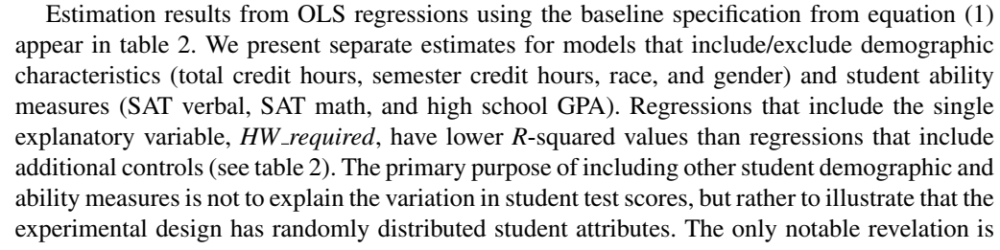 Estimation results from OLS regressions using the baseline specification from equation (1)
appear in table 2. We present separate estimates for models that include/exclude demographic
characteristics (total credit hours, semester credit hours, race, and gender) and student ability
measures (SAT verbal, SAT math, and high school GPA). Regressions that include the single
explanatory variable, HW_required, have lower R-squared values than regressions that include
additional controls (see table 2). The primary purpose of including other student demographic and
ability measures is not to explain the variation in student test scores, but rather to illustrate that the
experimental design has randomly distributed student attributes. The only notable revelation is